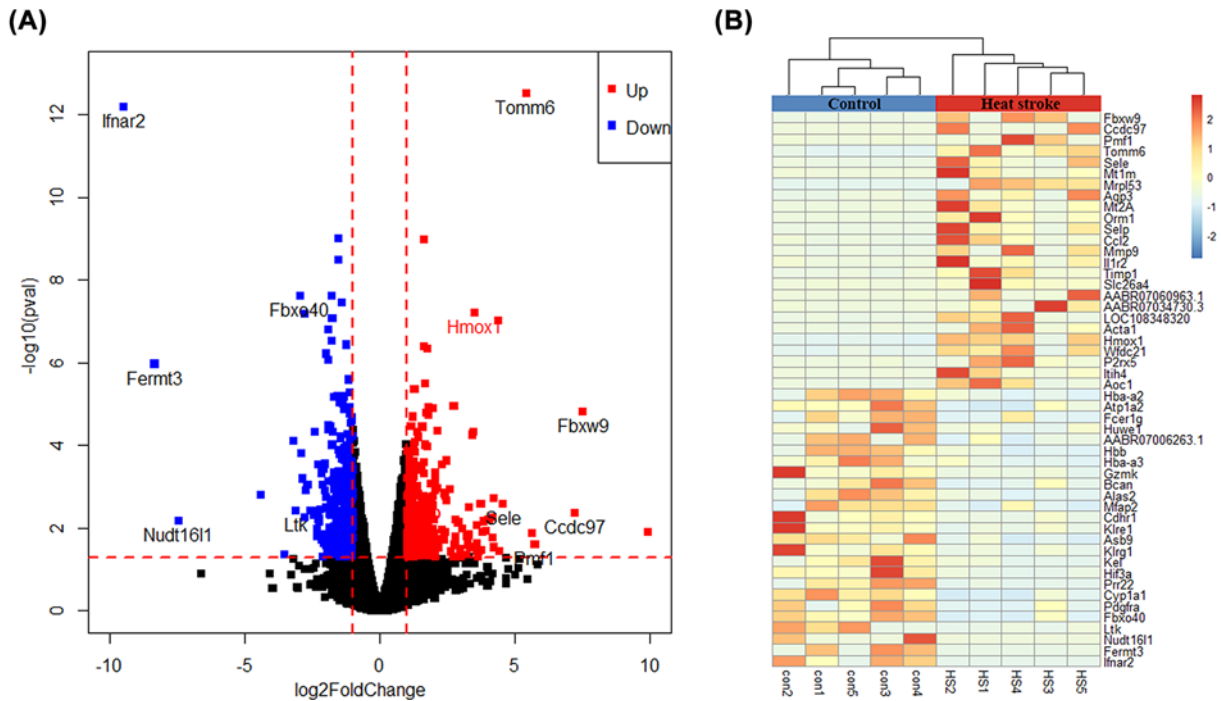 (A)
(B)
Up
Down
Tomm6
Ifnar2
Fbxo40
Hmox1
Fermt3
Fbxw9
Ltk
Nudt16l1
Sele
Ccdc97
Pmf1
12
10
8
6
4
2
0
-log10(pval)
-10
-5
0
5
10
log2FoldChange
Control
Heat stroke
Fbxw9
Ccdc97
Pmf1
Tomm6
Sele
Mt1m
Mrpl53
Aqp3
Mt2A
Orm1
Selp
Ccl2
Mmp9
Il1r2
Timp1
Slc26a4
AABR07060963.1
AABR07034730.3
LOC108348320
Acta1
Hmox1
Wfdc21
P2rx5
Itih4
Aoc1
Hba-a2
Atp1a2
Fcer1g
Huwe1
AABR07006263.1
Hbb
Hba-a3
Gzmk
Bcan
Alas2
Mfap2
Cdhr1
Klre1
Asb9
Klrg1
Kel
Hif3a
Prr22
Cyp1a1
Pdgfra
Fbxo40
Ltk
Nudt16l1
Fermt3
Ifnar2
con2
con1
con5
con3
con4
HS2
HS1
HS4
HS3
HS5
2
1
0
-1
-2